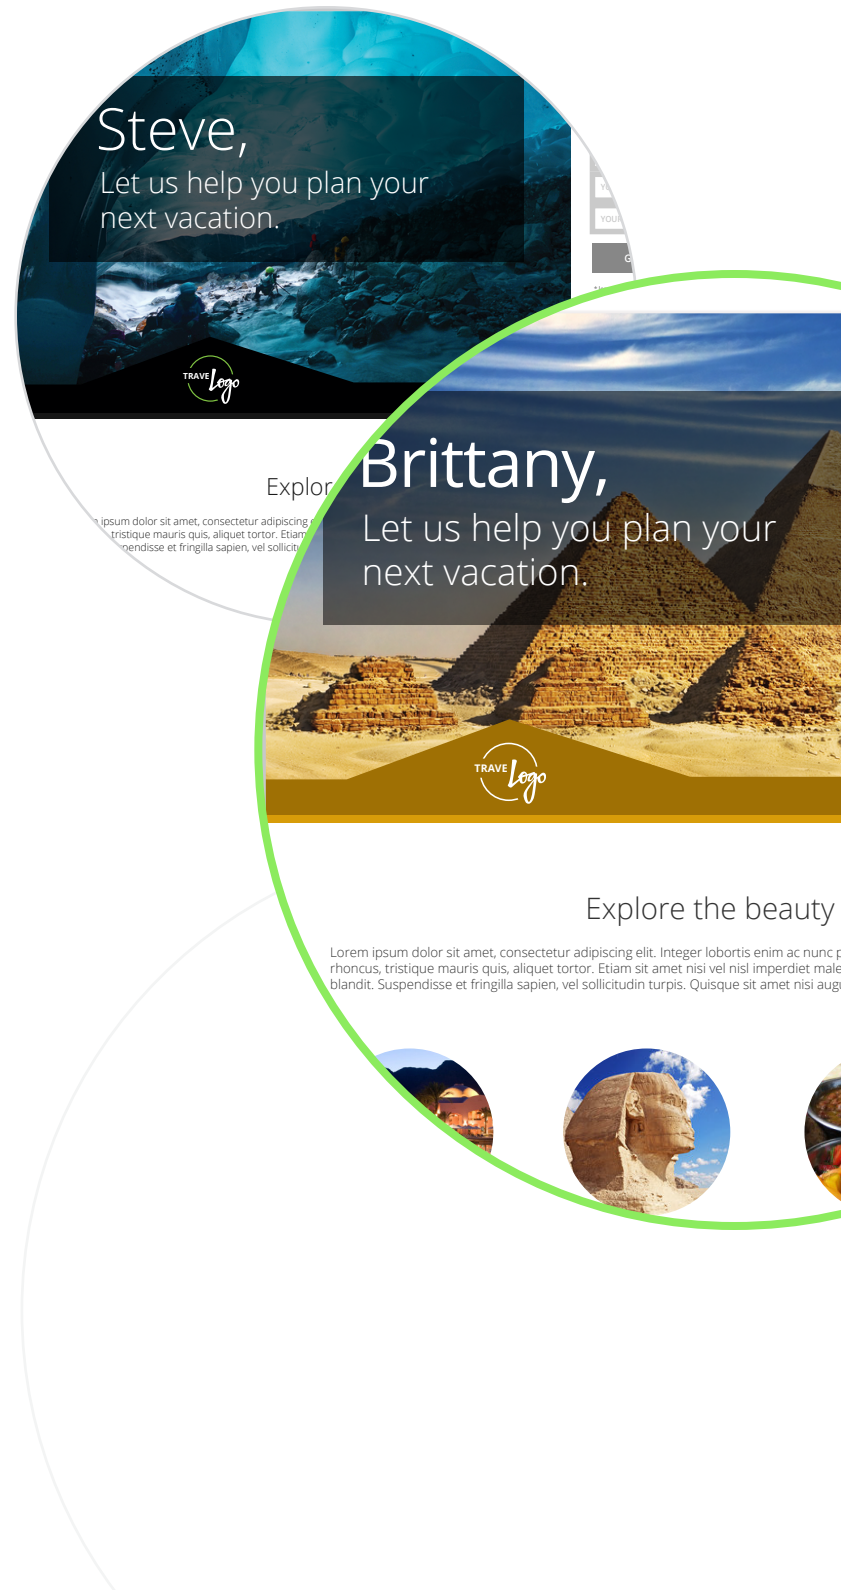 Steve,
Let us help you plan your
next vacation.
YOUR
G
TRAVE Logo
Explor
ipsum dolor sit amet, consectetur adipiscing
tristique mauris quis, aliquet tortor. Etiam
pendisse et fringilla sapien, vel sollicitu
Brittany,
Let us help you plan your
next vacation.
TRAVE Logo
Explore the beauty
Lorem ipsum dolor sit amet, consectetur adipiscing elit. Integer lobortis enim ac nunc p
rhoncus, tristique mauris quis, aliquet tortor. Etiam sit amet nisi vel nisl imperdiet male
blandit. Suspendisse et fringilla sapien, vel sollicitudin turpis. Quisque sit amet nisi augu